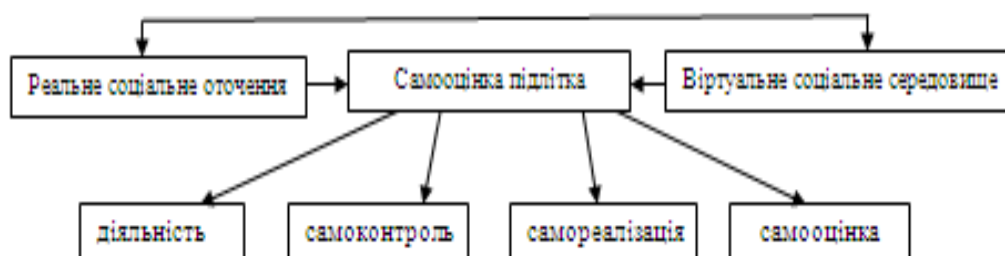 Реальне соціальне оточення
Самооцінка підлітка
Віртуальне соціальне середовище
діяльність
самоконтроль
самореалізація
самооцінка